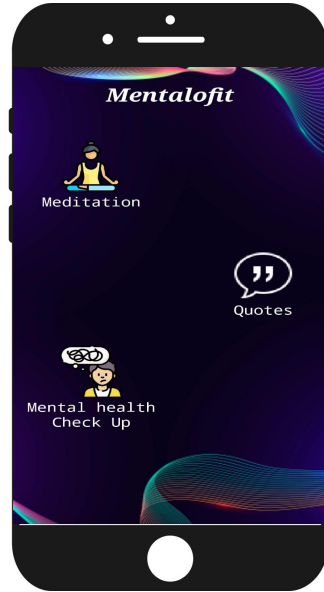 Mentalofit
Meditation
Quotes
Mental health
Check Up